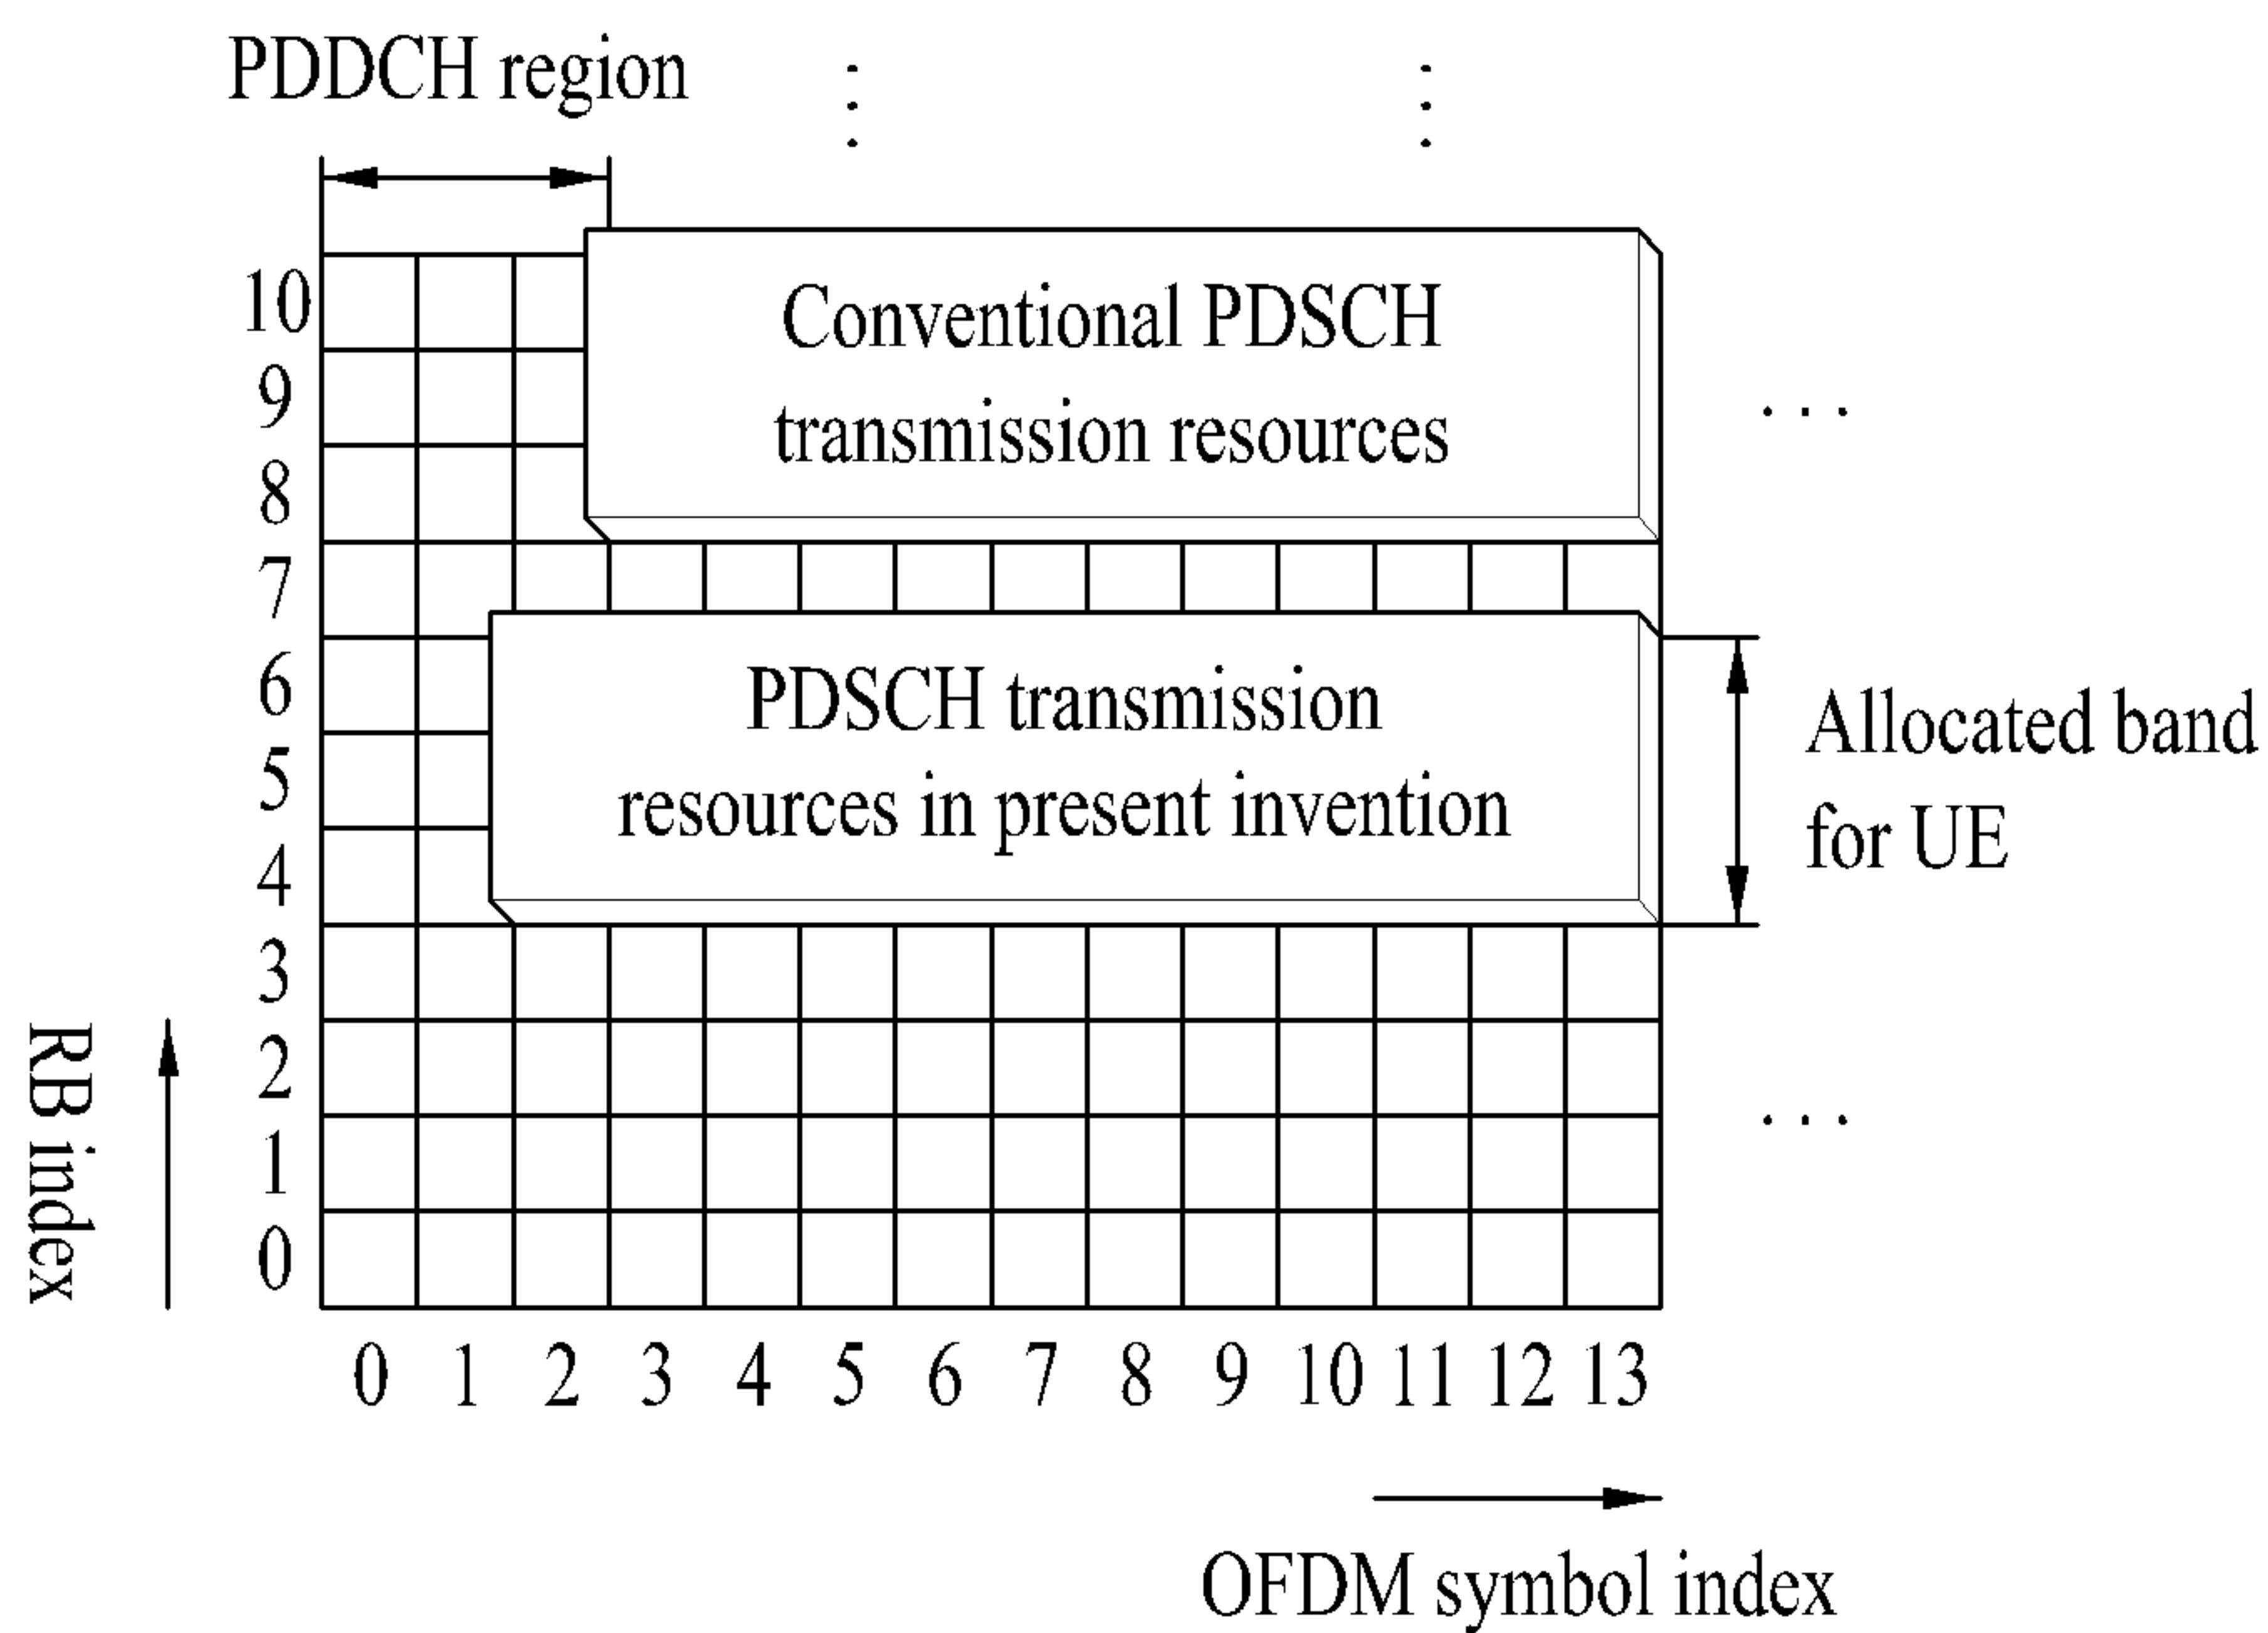 PDDCH region
Conventional PDSCH
transmission resources
PDSCH transmission
resources in present invention
Allocated band
for UE
10
9
8
7
6
5
4
3
2
1
0
RB index
0 1 2 3 4 5 6 7 8 9 10 11 12 13
OFDM symbol index